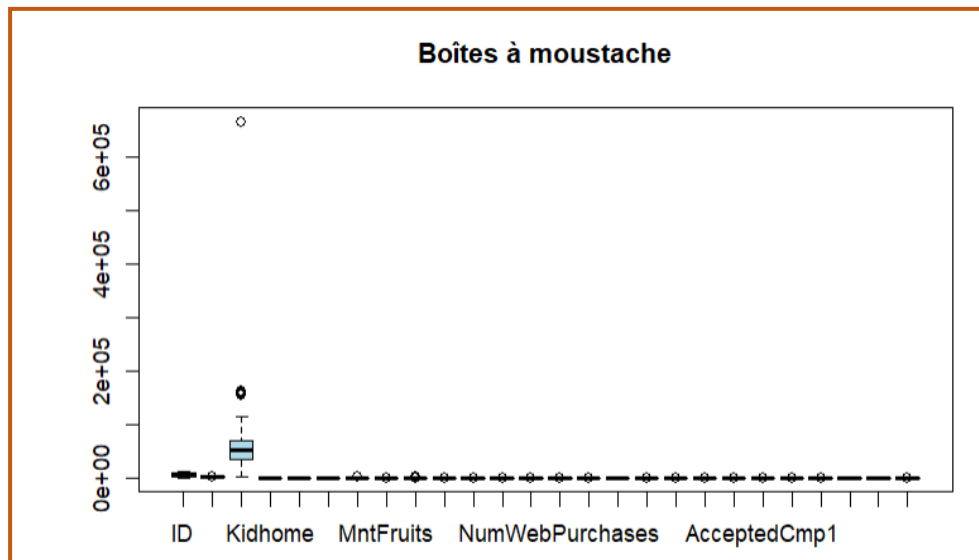 Boîtes à moustache
6e+05
4e+05
2e+05
0e+00
ID Kidhome MntFruits NumWebPurchases AcceptedCmp1